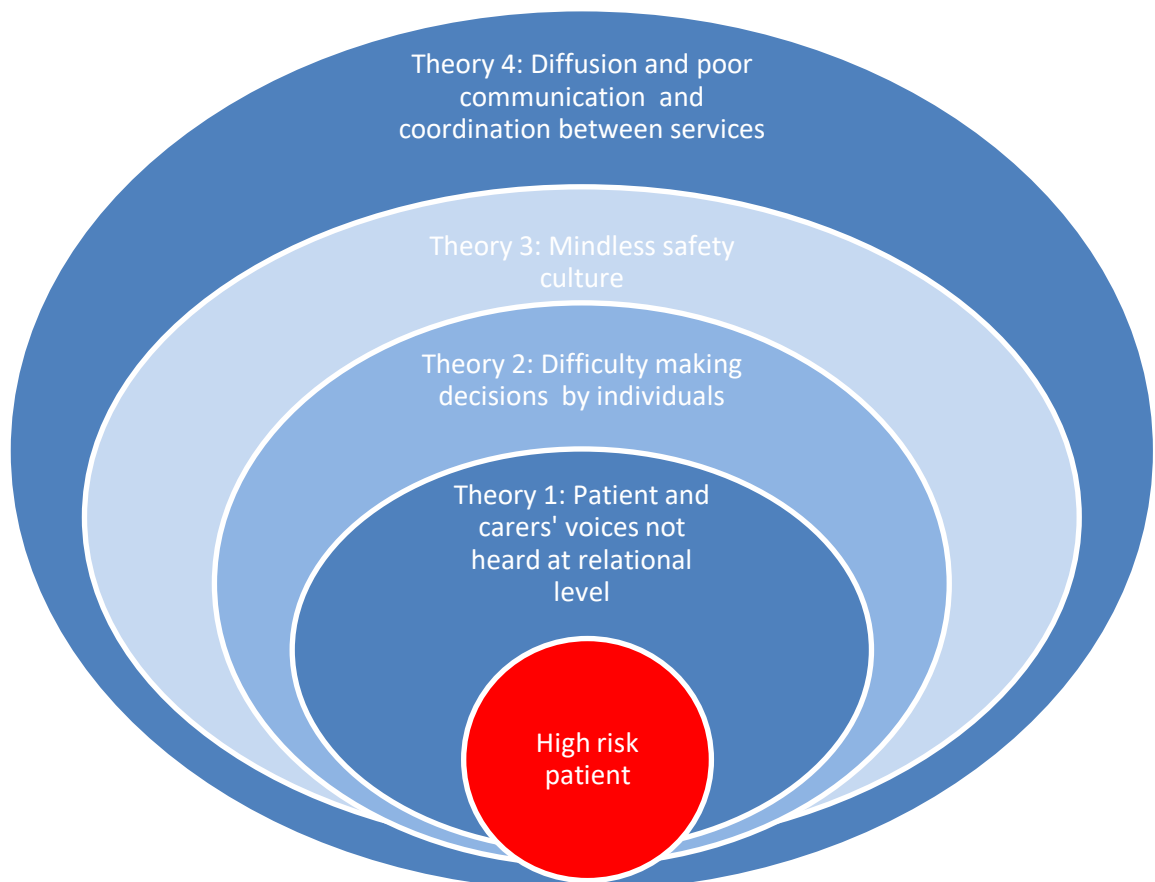 Theory 4: Diffusion and poor
communication  and
coordination between services
Theory 3: Mindless safety
culture
Theory 2: Difficulty making
decisions  by individuals
Theory 1: Patient and
carers' voices not
heard at relational
level
High risk
patient